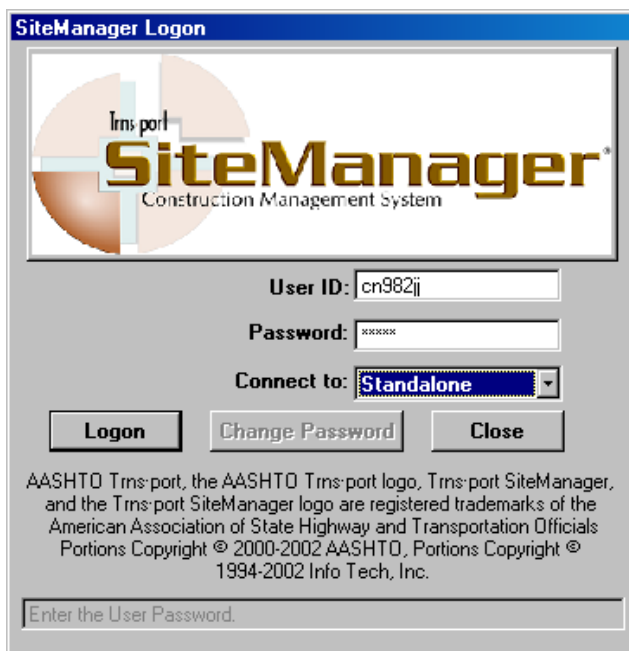 SiteManager Logon
Trns·port
SiteManager®
Construction Management System
User ID: cn982jj
Password: xxxxx
Connect to: Standalone
Logon Change Password Close
AASHTO Trns·port, the AASHTO Trns·port logo, Trns·port SiteManager,
and the Trns·port SiteManager logo are registered trademarks of the
American Association of State Highway and Transportation Officials
Portions Copyright © 2000-2002 AASHTO, Portions Copyright ©
1994-2002 Info Tech, Inc.
Enter the User Password.